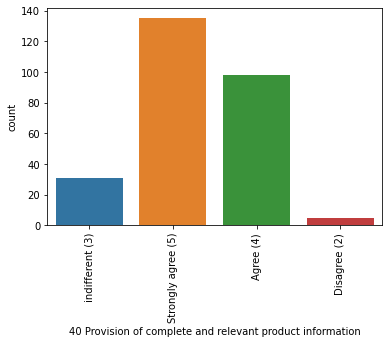 140
120
100
80
60
40
20
0
count
indifferent (3)
Strongly agree (5)
Agree (4)
Disagree (2)
40 Provision of complete and relevant product information